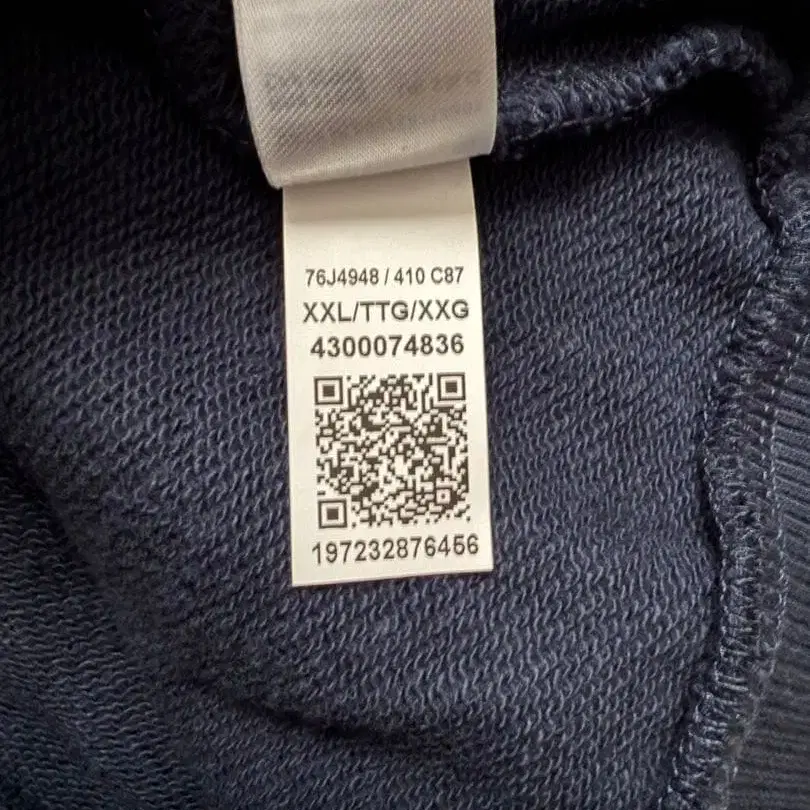 76J4948 / 410 C87
XXL/TTG/XXG
4300074836
197232876456